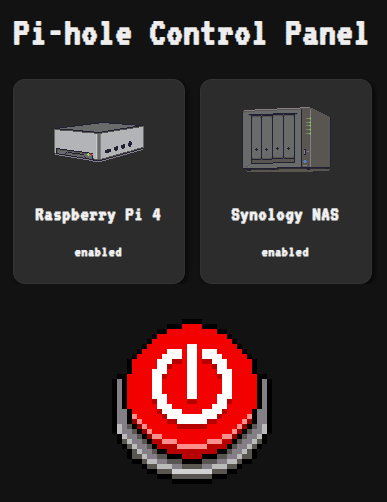 Pi-hole Control Panel
Raspberry Pi 4
Synology NAS
enabled
enabled